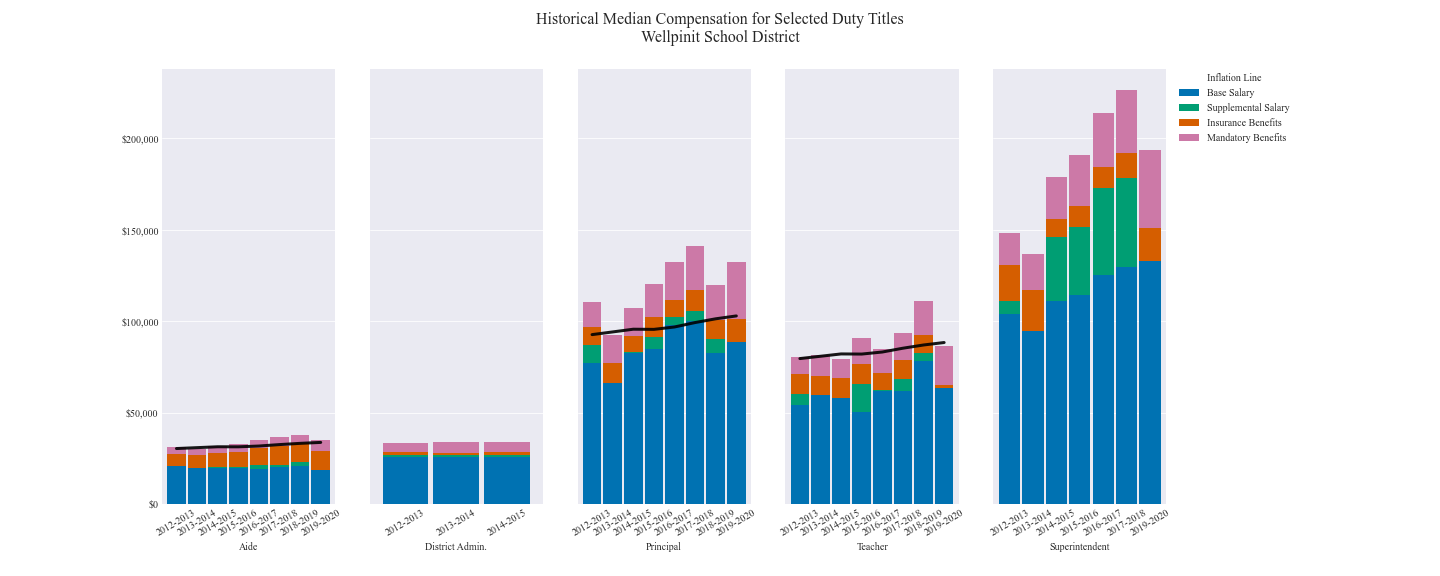 Historical Median Compensation for Selected Duty Titles
Wellpinit School District
Inflation Line
Base Salary
Supplemental Salary
Insurance Benefits
Mandatory Benefits
$200,000
$150,000
$100,000
$50,000
$0
2012-2013 2013-2014 2014-2015 2015-2016 2016-2017 2017-2018 2018-2019 2019-2020
2012-2013 2013-2014 2014-2015
2012-2013 2013-2014 2014-2015 2015-2016 2016-2017 2017-2018 2018-2019 2019-2020
2012-2013 2013-2014 2014-2015 2015-2016 2016-2017 2017-2018 2018-2019 2019-2020
2012-2013 2013-2014 2014-2015 2015-2016 2016-2017 2017-2018 2019-2020
Aide
District Admin.
Principal
Teacher
Superintendent